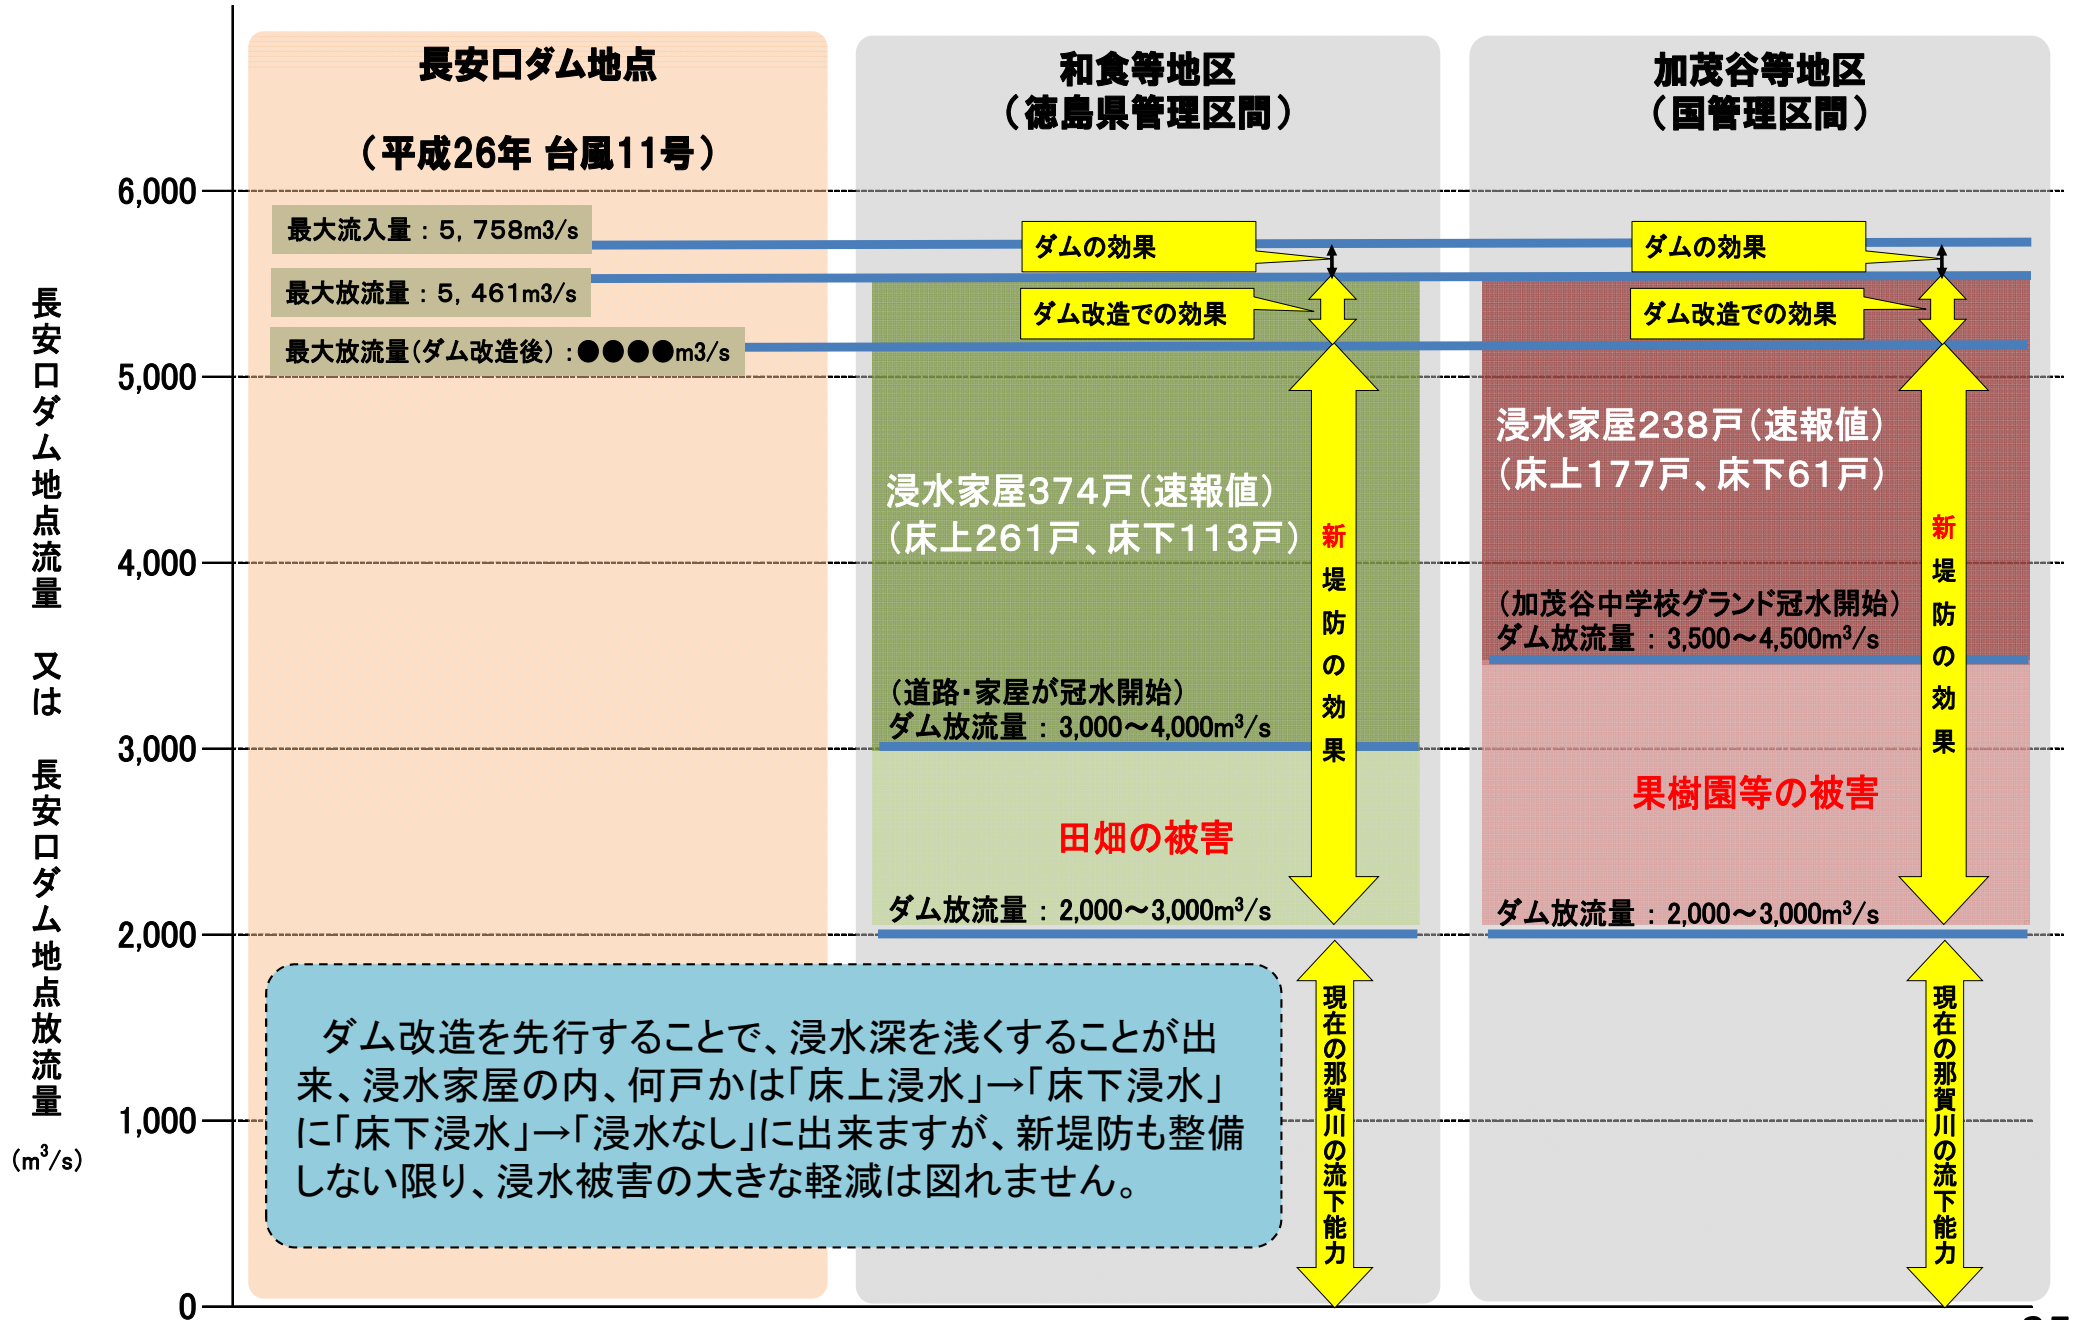 長安口ダム地点
（平成26年 台風11号）
和食等地区
（徳島県管理区間）
加茂谷等地区
（国管理区間）
長安口ダム地点流量 又は 長安口ダム地点放流量
(m³/s)
6,000
5,000
4,000
3,000
2,000
1,000
0
最大流入量：５，７５８m3/s
最大放流量：５，４６１m3/s
最大放流量（ダム改造後）：●●●●m3/s
ダムの効果
ダム改造での効果
浸水家屋３７４戸（速報値）
（床上２６１戸、床下１１３戸）
（道路・家屋が冠水開始）
ダム放流量 ： 3,000～4,000m³/s
田畑の被害
ダム放流量 ： 2,000～3,000m³/s
新堤防の効果
現在の那賀川の流下能力
ダムの効果
ダム改造での効果
浸水家屋２３８戸（速報値）
（床上１７７戸、床下６１戸）
（加茂谷中学校グランド冠水開始）
ダム放流量 ： 3,500～4,500m³/s
果樹園等の被害
ダム放流量 ： 2,000～3,000m³/s
新堤防の効果
現在の那賀川の流下能力
ダム改造を先行することで、浸水深を浅くすることが出
来、浸水家屋の内、何戸かは「床上浸水」→「床下浸水」
に「床下浸水」→「浸水なし」に出来ますが、新堤防も整備
しない限り、浸水被害の大きな軽減は図れません。